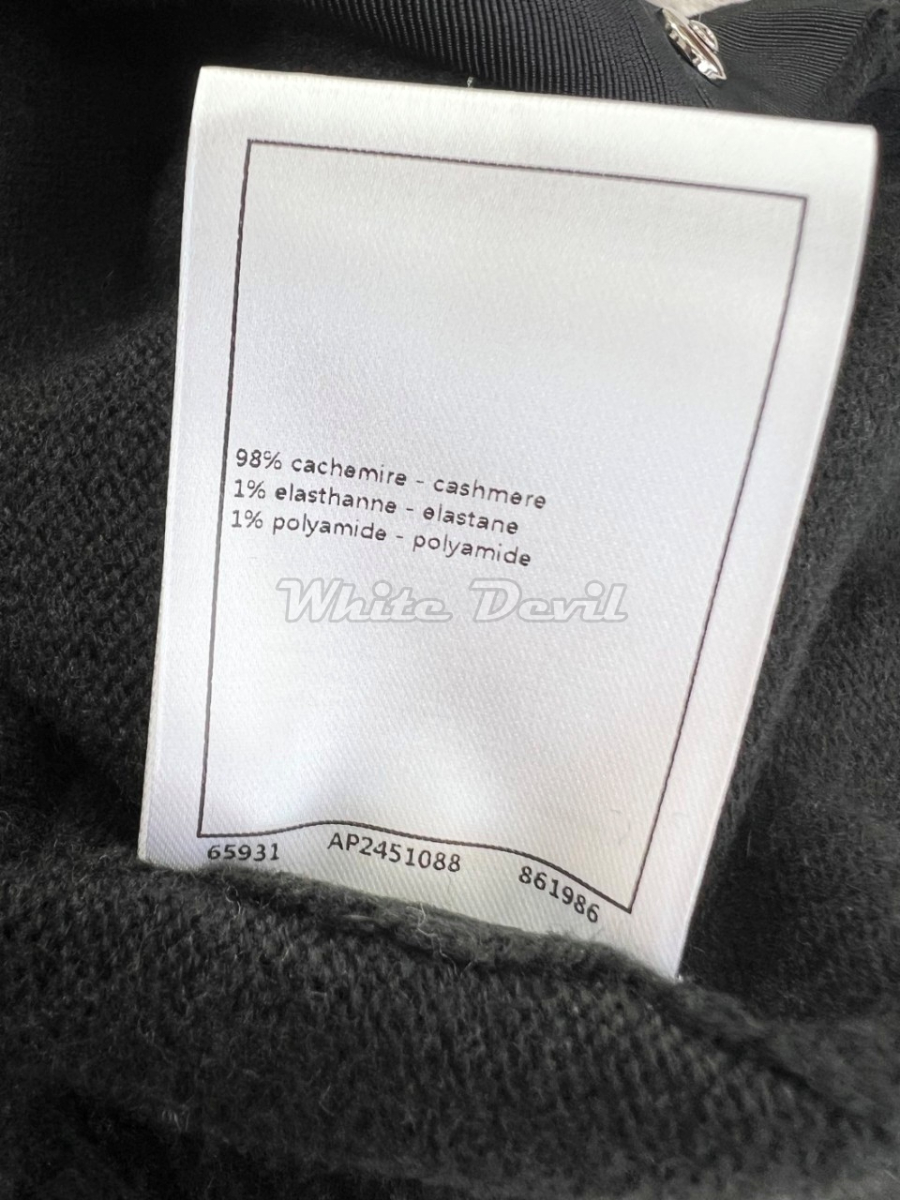 98% cachemire - cashmere
1% elasthanne - elastane
1% polyamide - polyamide
White Devil
65931 AP2451088 861986